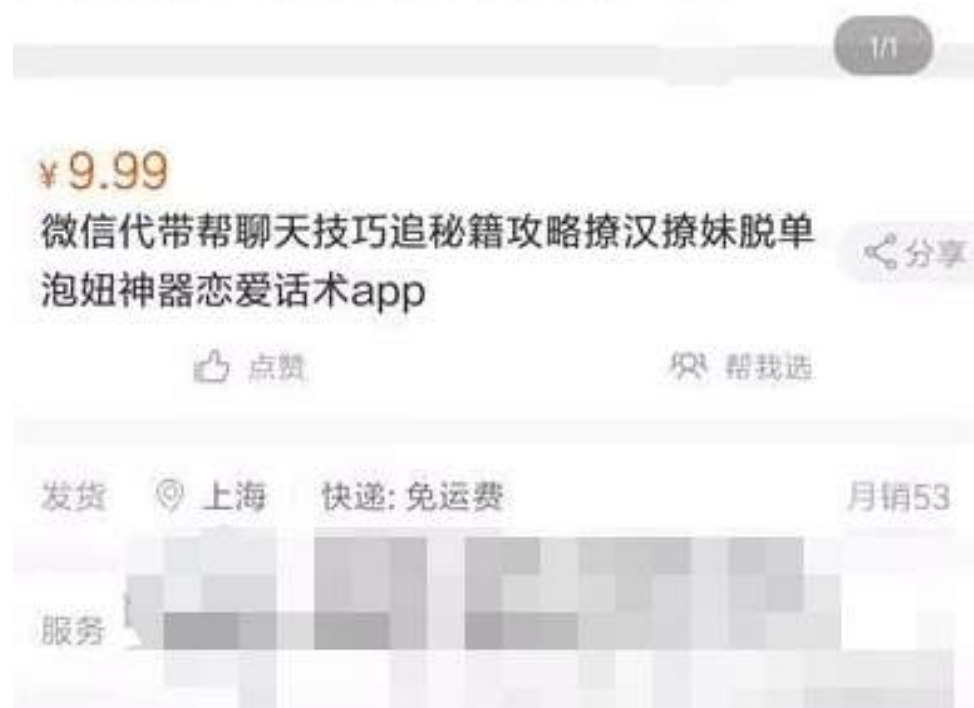 1/1
¥9.99
微信代带帮聊天技巧追秘籍攻略撩汉撩妹脱单
泡妞神器恋爱话术app
分享
点赞 帮我选
发货 上海 快递: 免运费 月销53
服务